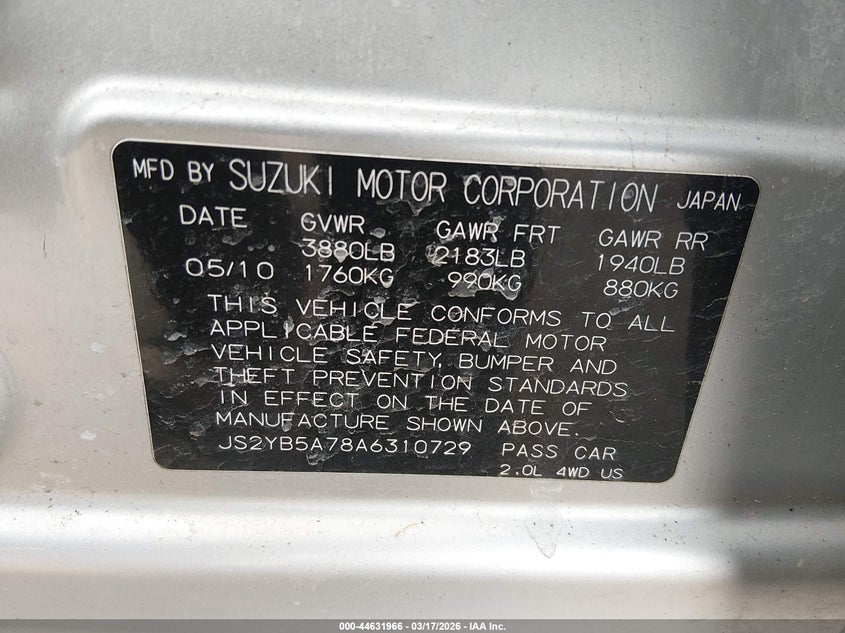 MFD BY SUZUKI MOTOR CORPORATION JAPAN
DATE GVWR GAWR FRT GAWR RR
3880LB 2183LB 1940LB
05/10 1760KG 990KG 880KG
THIS VEHICLE CONFORMS TO ALL
APPLICABLE FEDERAL MOTOR
VEHICLE SAFETY, BUMPER AND
THEFT PREVENTION STANDARDS
IN EFFECT ON THE DATE OF
MANUFACTURE SHOWN ABOVE.
JS2YB5A78A6310729 PASS CAR
2.0L 4WD US
000-44631966 - 03/17/2026 - IAA Inc.